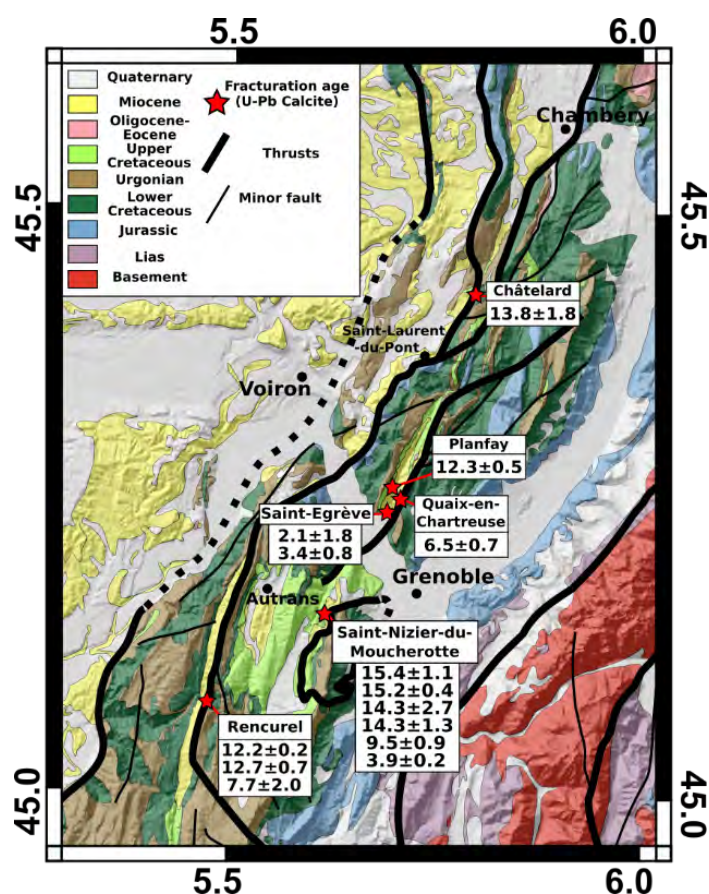 5.5
6.0
Quaternary
Miocene
Oligocene-
Eocene
Upper
Cretaceous
Urgonian
Lower
Cretaceous
Jurassic
Lias
Basement
Fracturation age
(U-Pb Calcite)
Thrusts
Minor fault
Chambéry
45.5
45.5
Châtelard
13.8±1.8
Saint-Laurent
-du-Pont
Voiron
Planfay
12.3±0.5
Saint-Egrève
2.1±1.8
3.4±0.8
Quaix-en-
Chartreuse
6.5±0.7
Grenoble
Autrans
Saint-Nizier-du-
Moucherotte
15.4±1.1
15.2±0.4
14.3±2.7
14.3±1.3
9.5±0.9
3.9±0.2
Rencurel
12.2±0.2
12.7±0.7
7.7±2.0
45.0
45.0
5.5
6.0